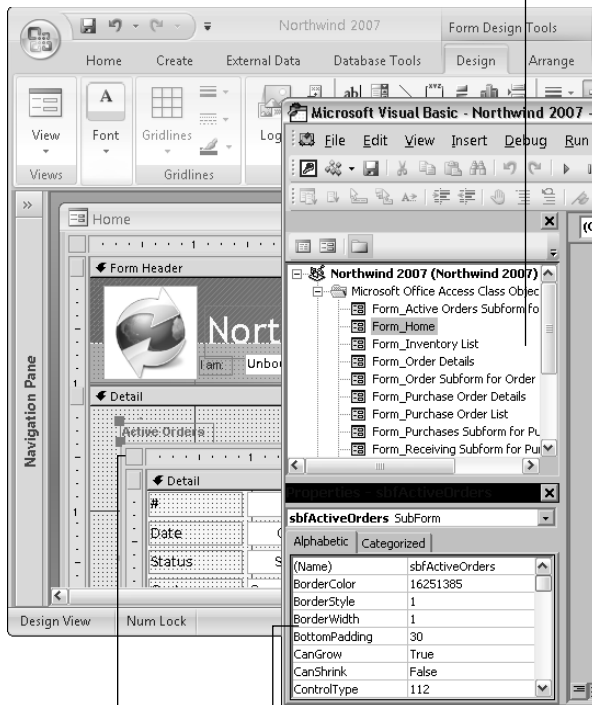 Northwind 2007
Form Design Tools
Home Create External Data Database Tools Design Arrange
View
Font
Gridlines
Log
Views
Gridlines
Microsoft Visual Basic - Northwind 2007 -
File Edit View Insert Debug Run
Home
Form Header
Nort
I am:
Unbou
Detail
Active Orders
Detail
#
Date
Status
Navigation Pane
Northwind 2007 (Northwind 2007)
Microsoft Office Access Class Objec
Form_Active Orders Subform fo
Form_Home
Form_Inventory List
Form_Order Details
Form_Order Subform for Order
Form_Purchase Order Details
Form_Purchase Order List
Form_Purchases Subform for Pu
Form_Receiving Subform for Pur
Properties - sbfActiveOrders
sbfActiveOrders SubForm
Alphabetic Categorized
(Name) sbfActiveOrders
BorderColor 16251385
BorderStyle 1
BorderWidth 1
BottomPadding 30
CanGrow True
CanShrink False
ControlType 112
Design View Num Lock